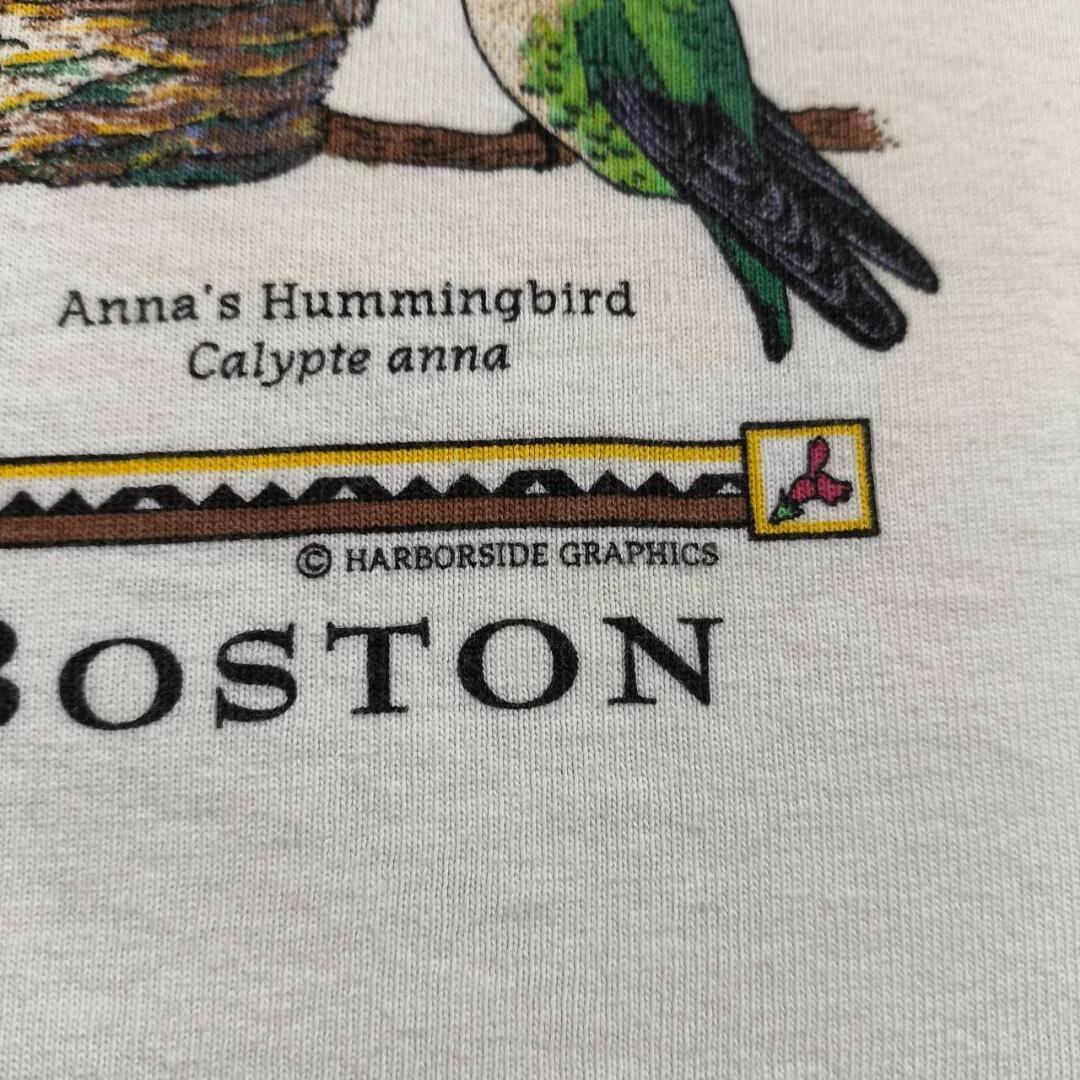 Anna's Hummingbird
Calypte anna
© HARBORSIDE GRAPHICS
BOSTON